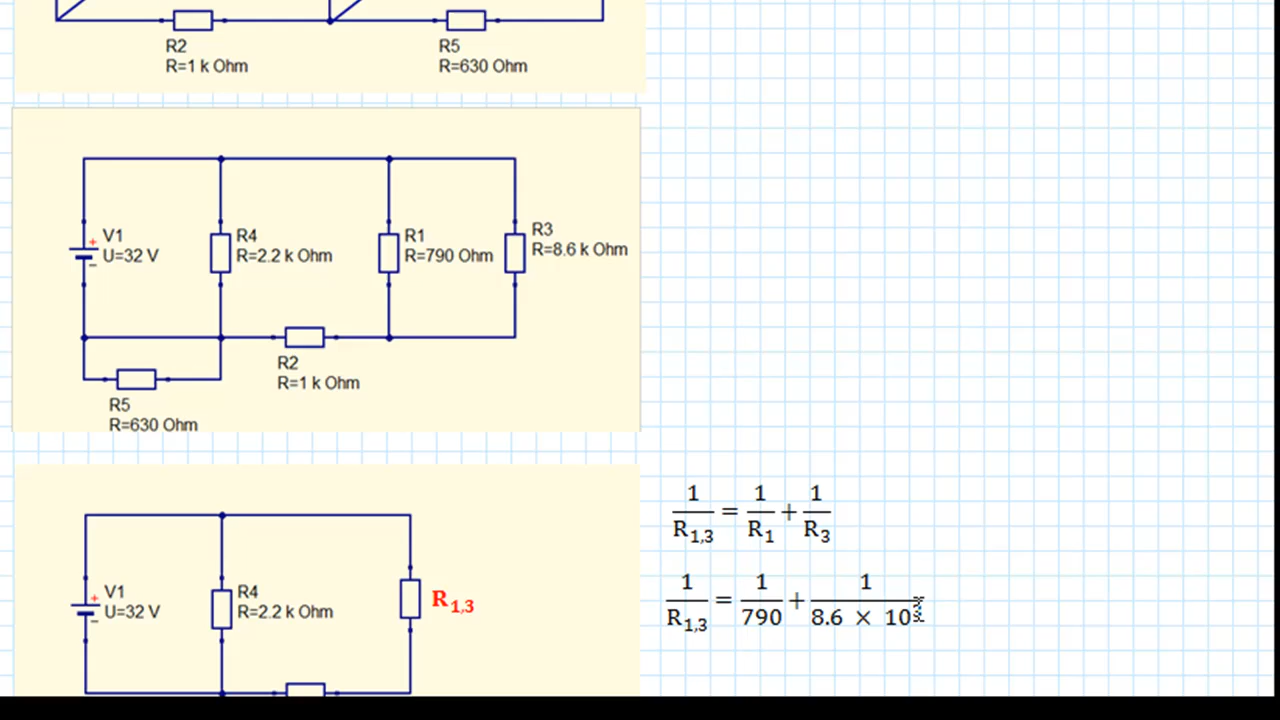 R2
R=1 k Ohm
R5
R=630 Ohm
V1
U=32 V
R4
R=2.2 k Ohm
R1
R=790 Ohm
R3
R=8.6 k Ohm
R2
R=1 k Ohm
R5
R=630 Ohm
V1
U=32 V
R4
R=2.2 k Ohm
R1,3
1/R1,3 = 1/R1 + 1/R3
1/R1,3 = 1/790 + 1/8.6 × 10³